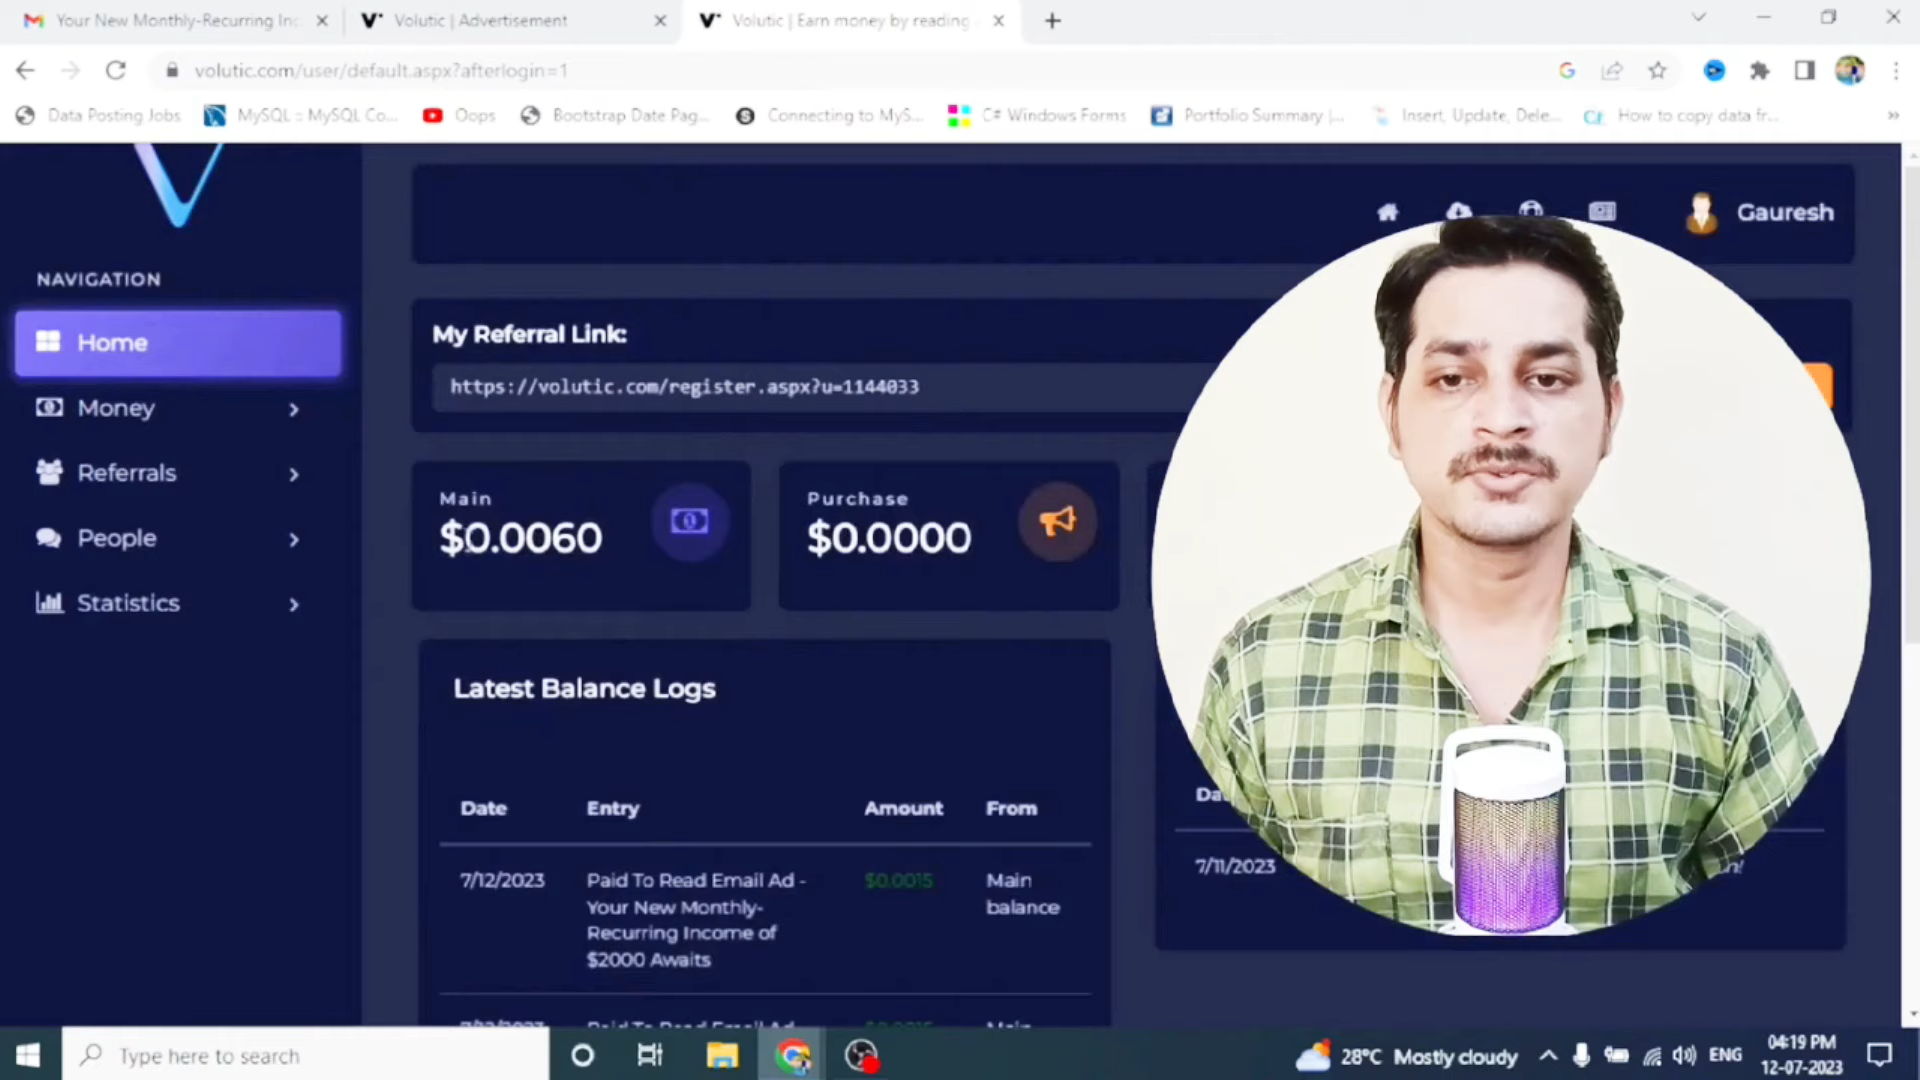 Your New Monthly-Recurring Inc
Volutic | Advertisement
Volutic | Earn money by reading
volutic.com/user/default.aspx?afterlogin=1
Data Posting Jobs
MySQL :: MySQL Co...
Oops
Bootstrap Date Pag...
Connecting to MyS...
C# Windows Forms
Portfolio Summary |...
Insert, Update, Dele...
How to copy data fr...
Gauresh
NAVIGATION
Home
Money
Referrals
People
Statistics
My Referral Link:
https://volutic.com/register.aspx?u=1144033
Main
$0.0060
Purchase
$0.0000
Latest Balance Logs
Date Entry Amount From
7/12/2023 Paid To Read Email Ad - $0.0015 Main
Your New Monthly- balance
Recurring Income of
$2000 Awaits
7/11/2023
Type here to search
28°C Mostly cloudy
ENG
04:19 PM
12-07-2023